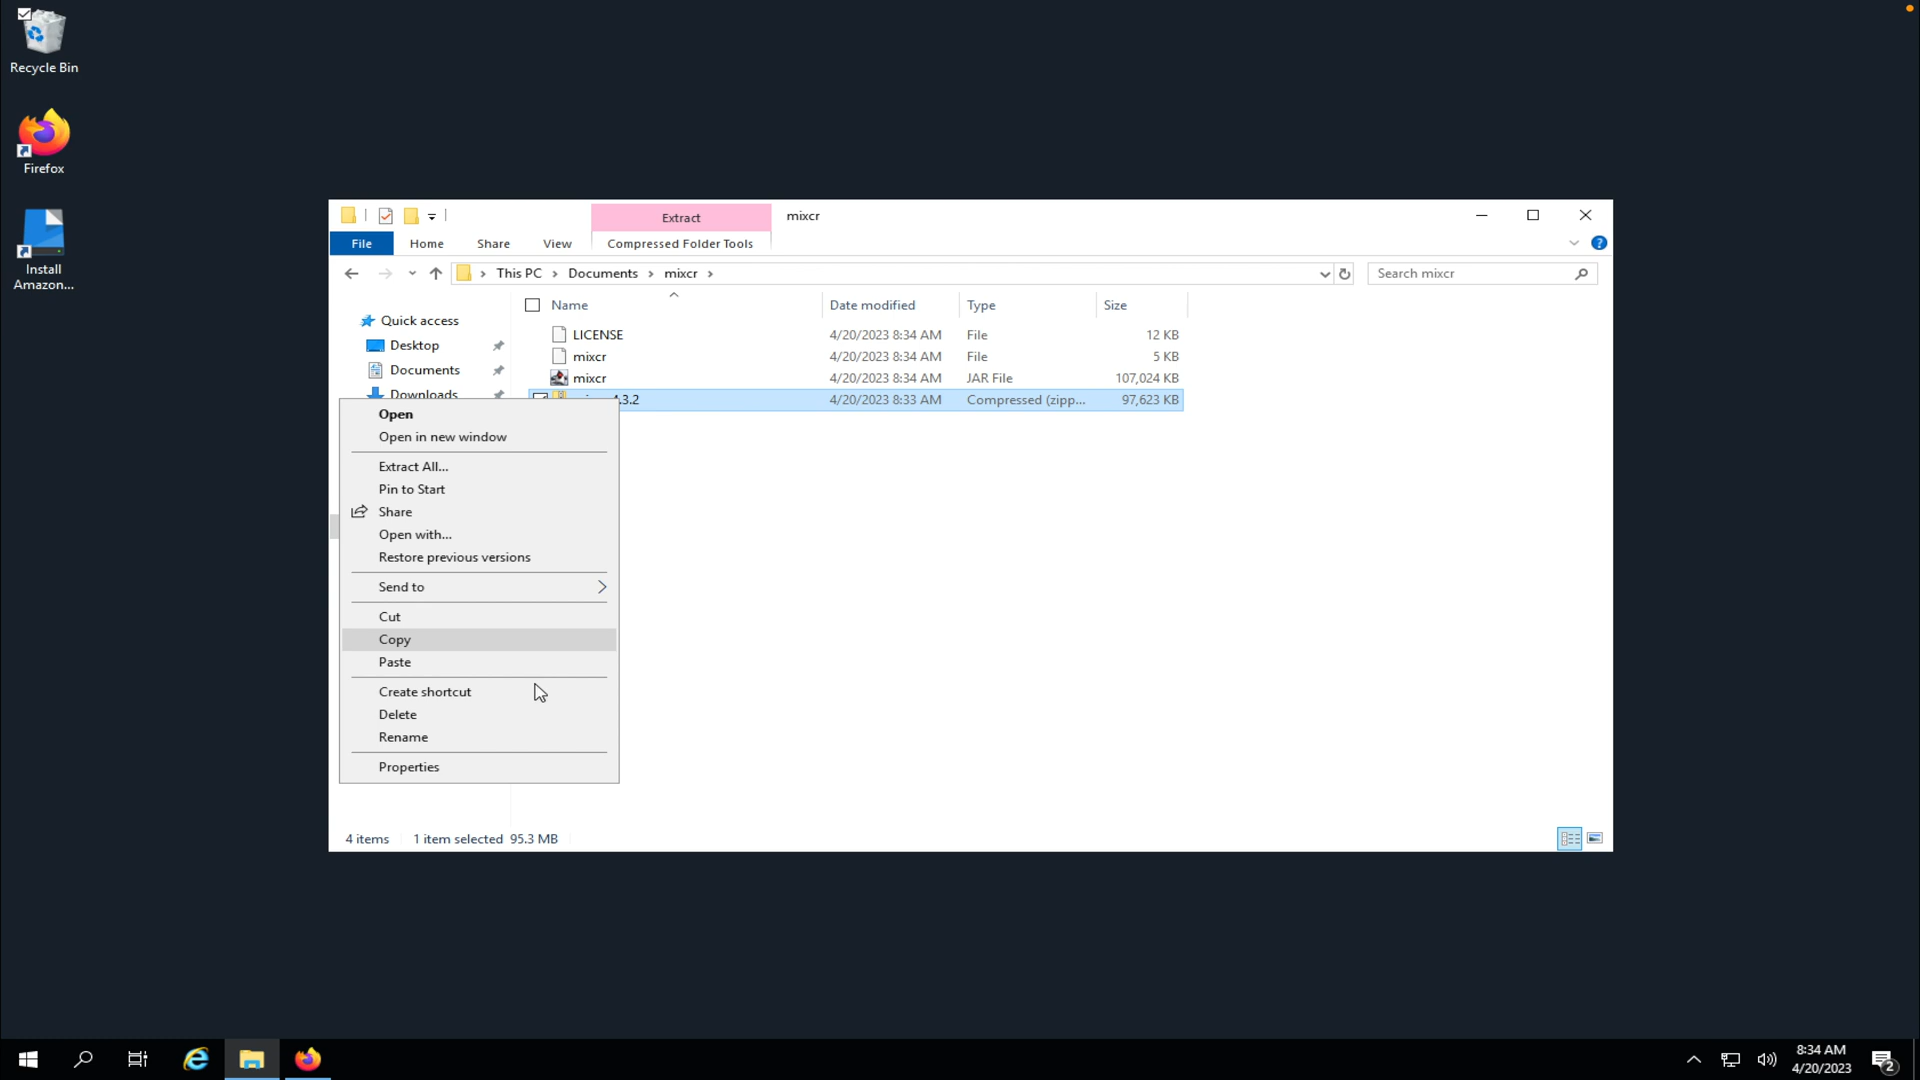 Recycle Bin
Firefox
Install
Amazon...
Extract
mixcr
File
Home
Share
View
Compressed Folder Tools
This PC
Documents
mixcr
Search mixcr
Name
Date modified
Type
Size
Quick access
Desktop
Documents
Downloads
LICENSE 4/20/2023 8:34 AM File 12 KB
mixcr 4/20/2023 8:34 AM File 5 KB
mixcr 4/20/2023 8:34 AM JAR File 107,024 KB
4.3.2 4/20/2023 8:33 AM Compressed (zipp... 97,623 KB
Open
Open in new window
Extract All...
Pin to Start
Share
Open with...
Restore previous versions
Send to
Cut
Copy
Paste
Create shortcut
Delete
Rename
Properties
4 items 1 item selected 95.3 MB
8:34 AM
4/20/2023
2